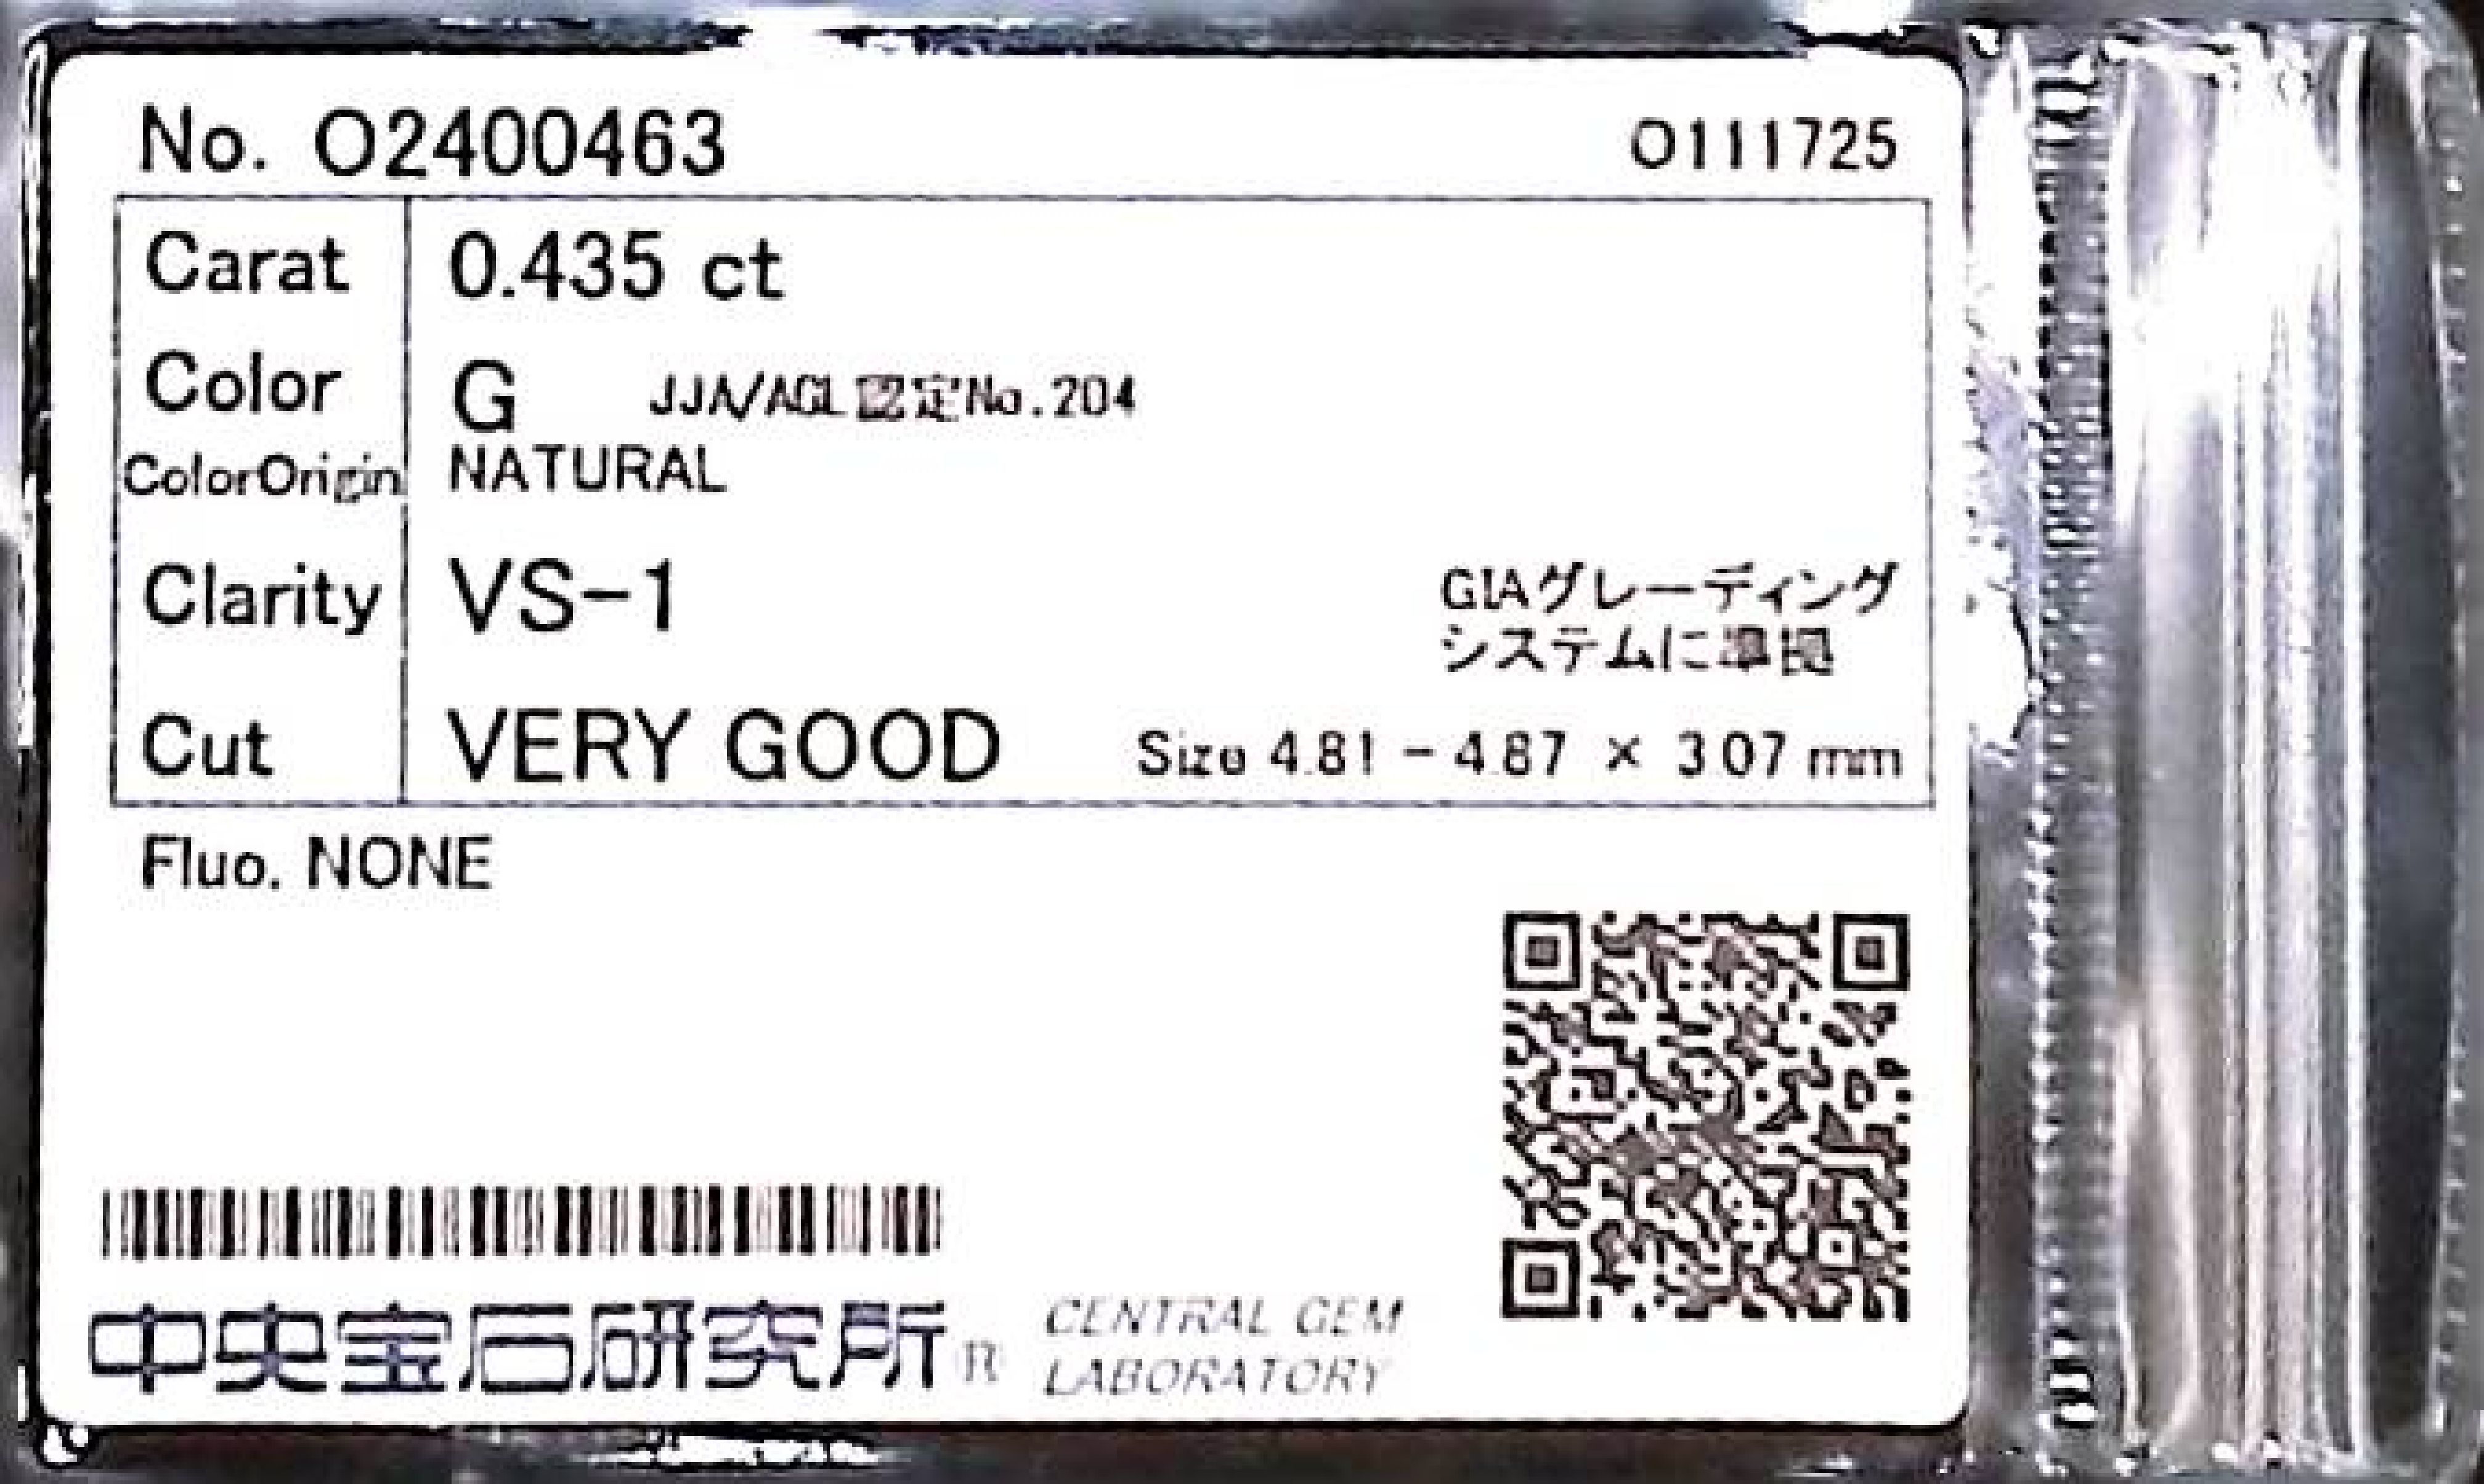 No. O2400463 O111725
Carat 0.435 ct
Color G JJA/AGL認定No.204
ColorOrigin NATURAL
Clarity VS-1
GIAグレーディング
システムに準拠
Cut VERY GOOD Size 4.81 - 4.87 × 3.07 mm
Fluo. NONE
中央宝石研究所® CENTRAL GEM
LABORATORY